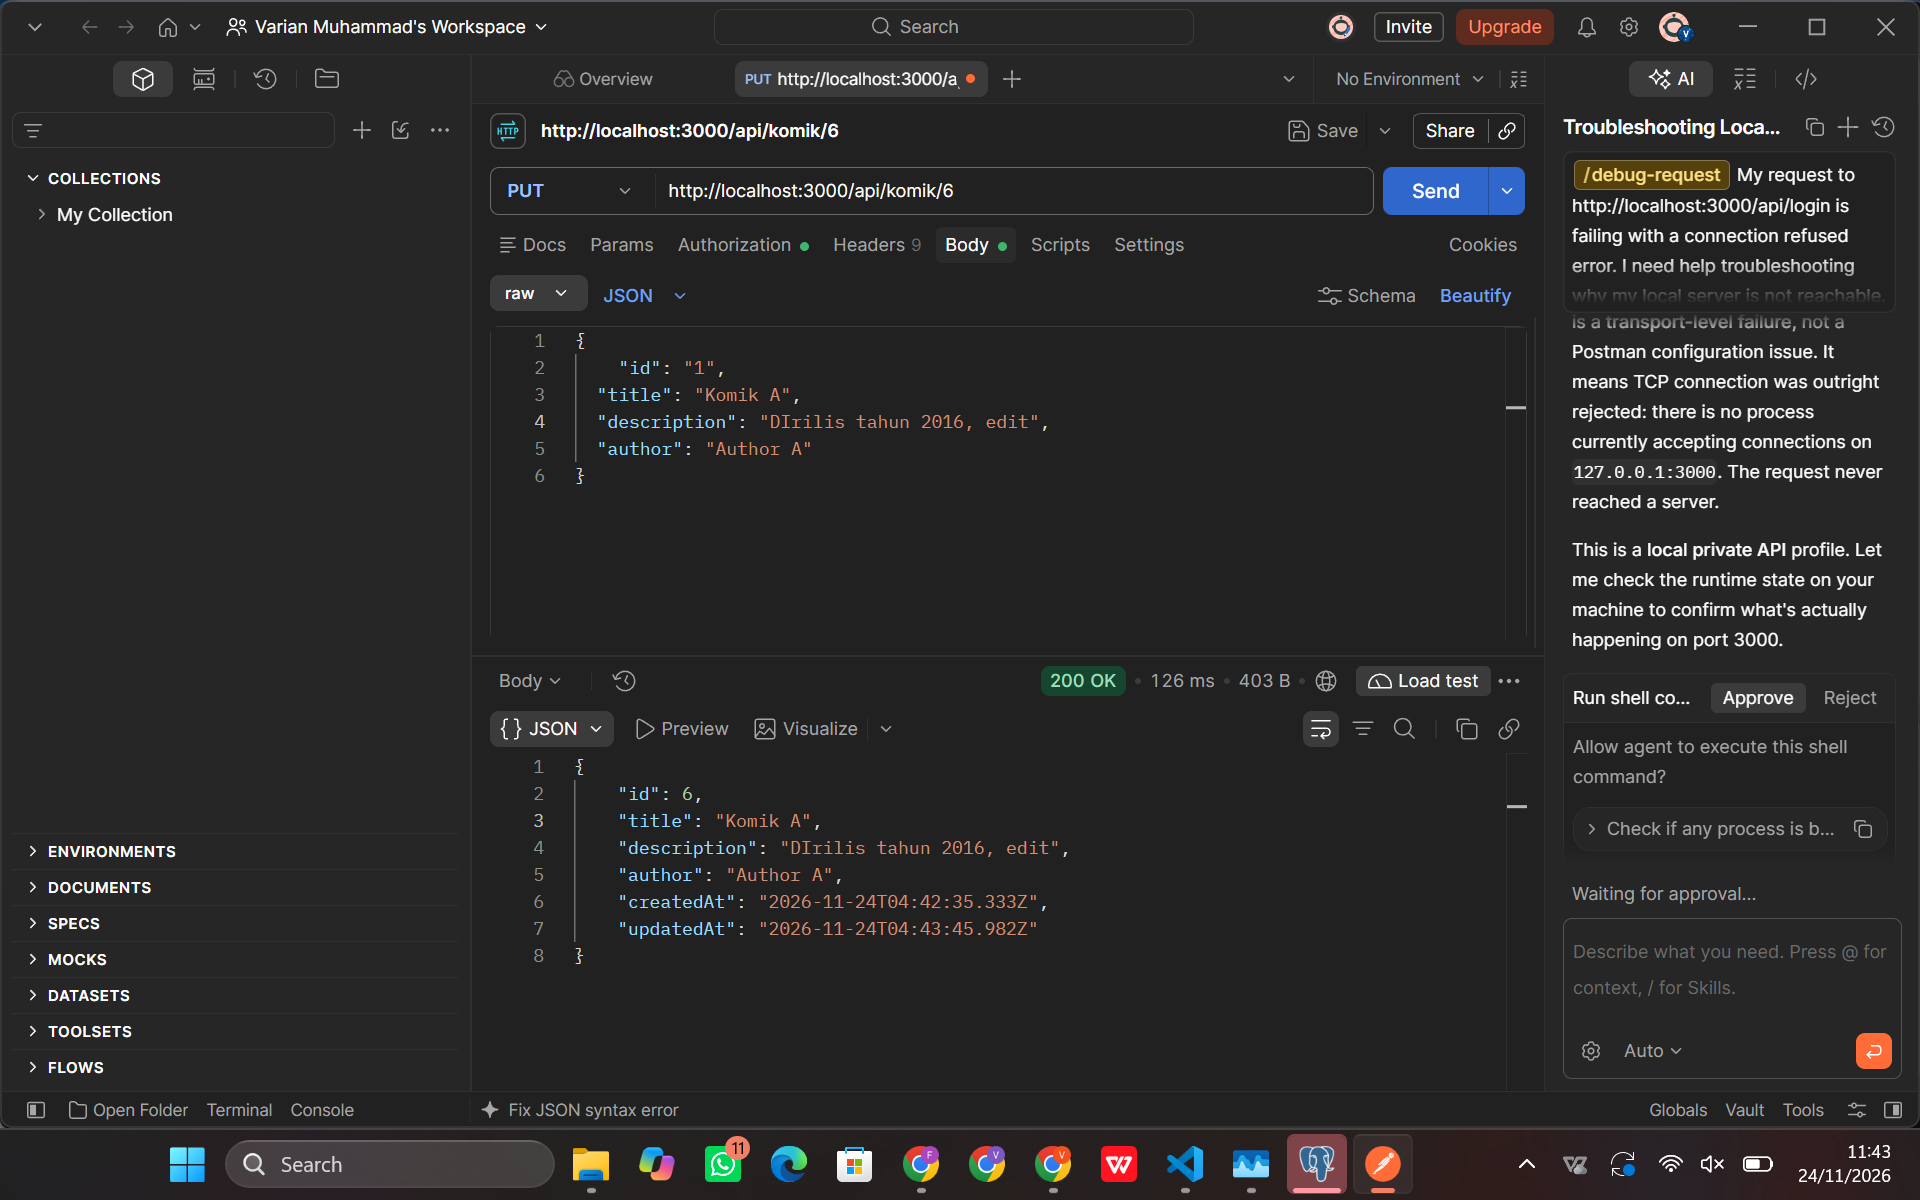 Varian Muhammad's Workspace
Search
Invite
Upgrade
Overview
PUT http://localhost:3000/a
No Environment
AI
http://localhost:3000/api/komik/6
Save
Share
Troubleshooting Loca...
COLLECTIONS
My Collection
PUT
http://localhost:3000/api/komik/6
Send
/debug-request My request to
http://localhost:3000/api/login is
failing with a connection refused
error. I need help troubleshooting
why my local server is not reachable.
Docs
Params
Authorization
Headers 9
Body
Scripts
Settings
Cookies
raw
JSON
Schema
Beautify
1 {
2 "id": "1",
3 "title": "Komik A",
4 "description": "DIrilis tahun 2016, edit",
5 "author": "Author A"
6 }
is a transport-level failure, not a
Postman configuration issue. It
means TCP connection was outright
rejected: there is no process
currently accepting connections on
127.0.0.1:3000. The request never
reached a server.
This is a local private API profile. Let
me check the runtime state on your
machine to confirm what's actually
happening on port 3000.
Body
200 OK • 126 ms • 403 B
Load test
{} JSON
Preview
Visualize
1 {
2 "id": 6,
3 "title": "Komik A",
4 "description": "DIrilis tahun 2016, edit",
5 "author": "Author A",
6 "createdAt": "2026-11-24T04:42:35.333Z",
7 "updatedAt": "2026-11-24T04:43:45.982Z"
8 }
Run shell co...
Approve
Reject
Allow agent to execute this shell
command?
Check if any process is b...
Waiting for approval...
Describe what you need. Press @ for
context, / for Skills.
Auto
ENVIRONMENTS
DOCUMENTS
SPECS
MOCKS
DATASETS
TOOLSETS
FLOWS
Open Folder
Terminal
Console
Fix JSON syntax error
Globals
Vault
Tools
Search
11
F
V
V
11:43
24/11/2026